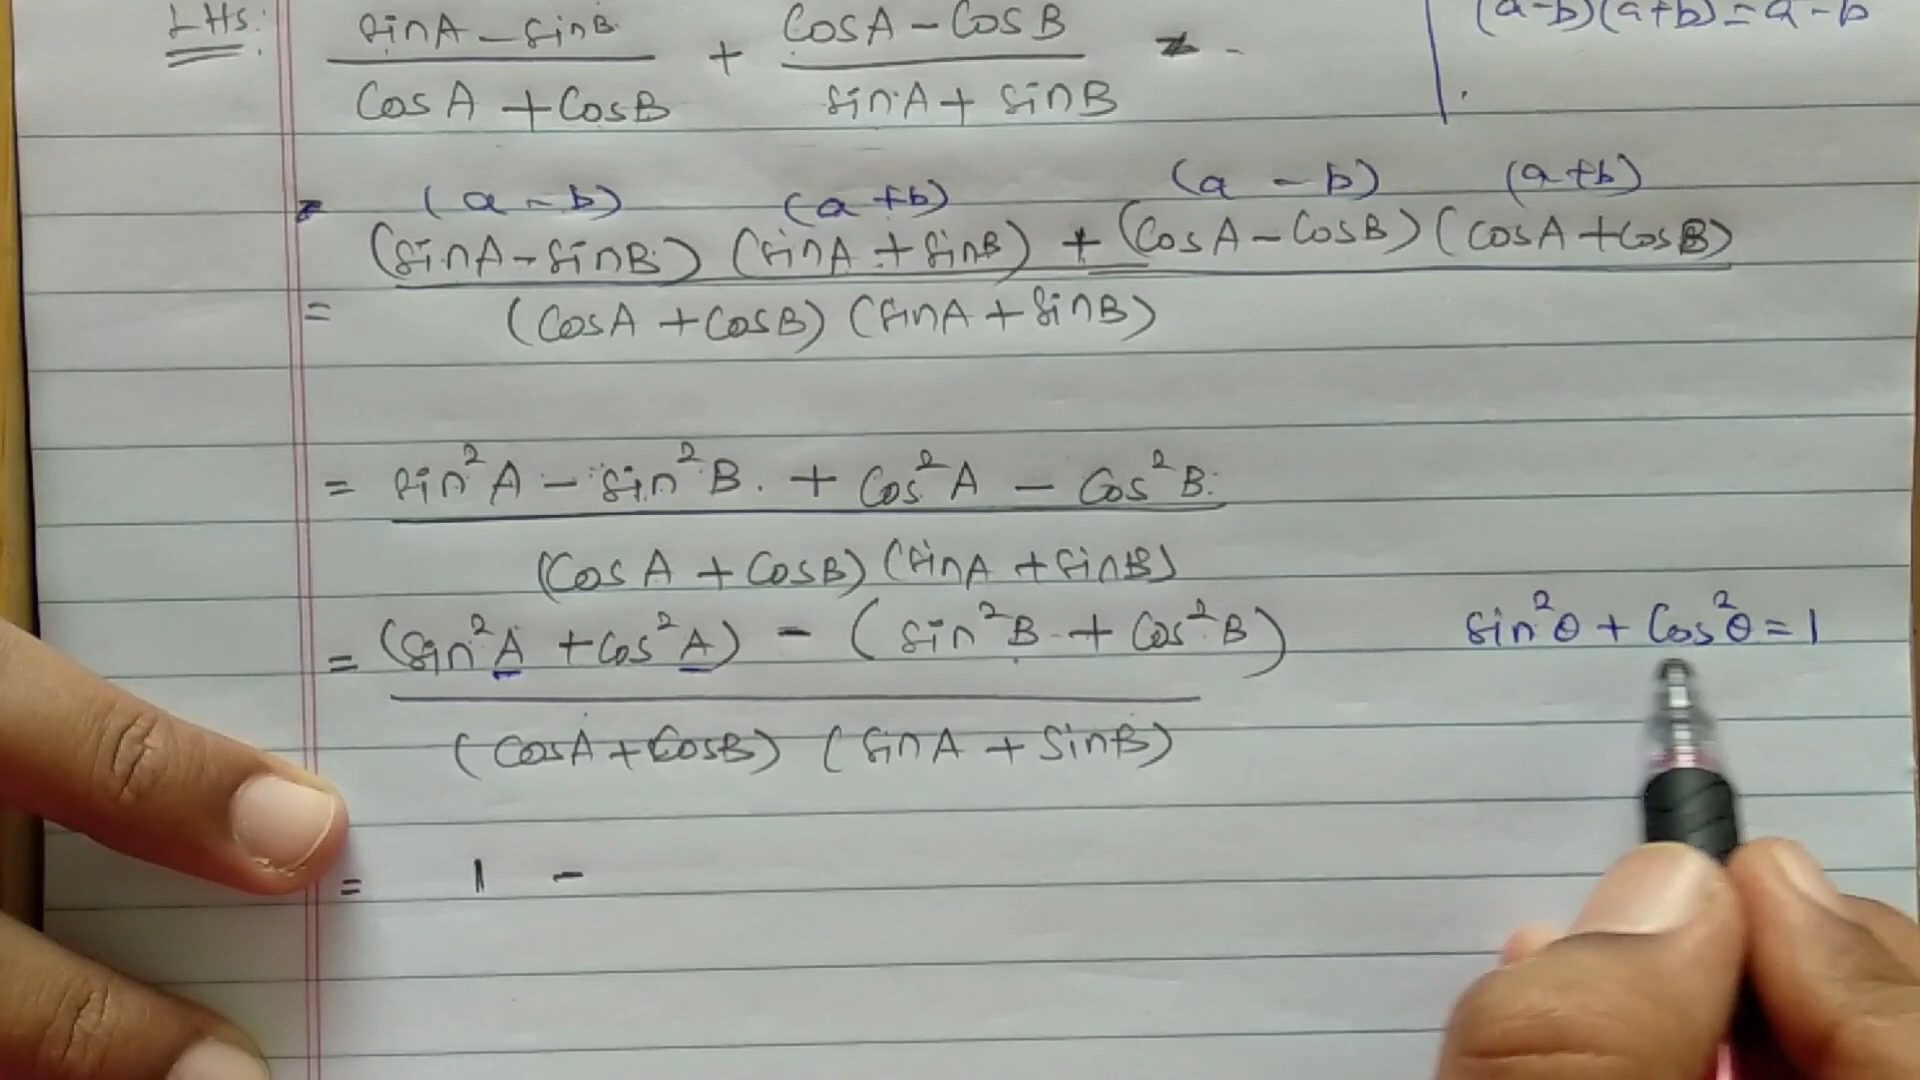 LHS: sinA - sinB / CosA + CosB + CosA - CosB / sinA + sinB
(a-b)(a+b) = a - b
(a - b) (a+b) (a - b) (a+b)
= (sinA - sinB) (sinA + sinB) + (CosA - CosB) (CosA + CosB) / (CosA + CosB) (sinA + sinB)
= sin²A - sin²B. + Cos²A - Cos²B. / (CosA + CosB) (sinA + sinB)
= (sin²A + Cos²A) - (sin²B + Cos²B) / (CosA + CosB) (sinA + SinB)
sin²θ + Cos²θ = 1
= 1 -